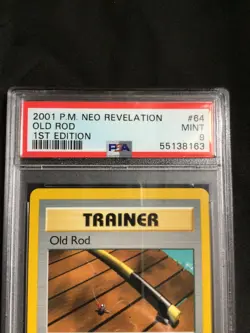 2001 P.M. NEO REVELATION #64
OLD ROD MINT
1ST EDITION 9
PSA 55138163
TRAINER
Old Rod